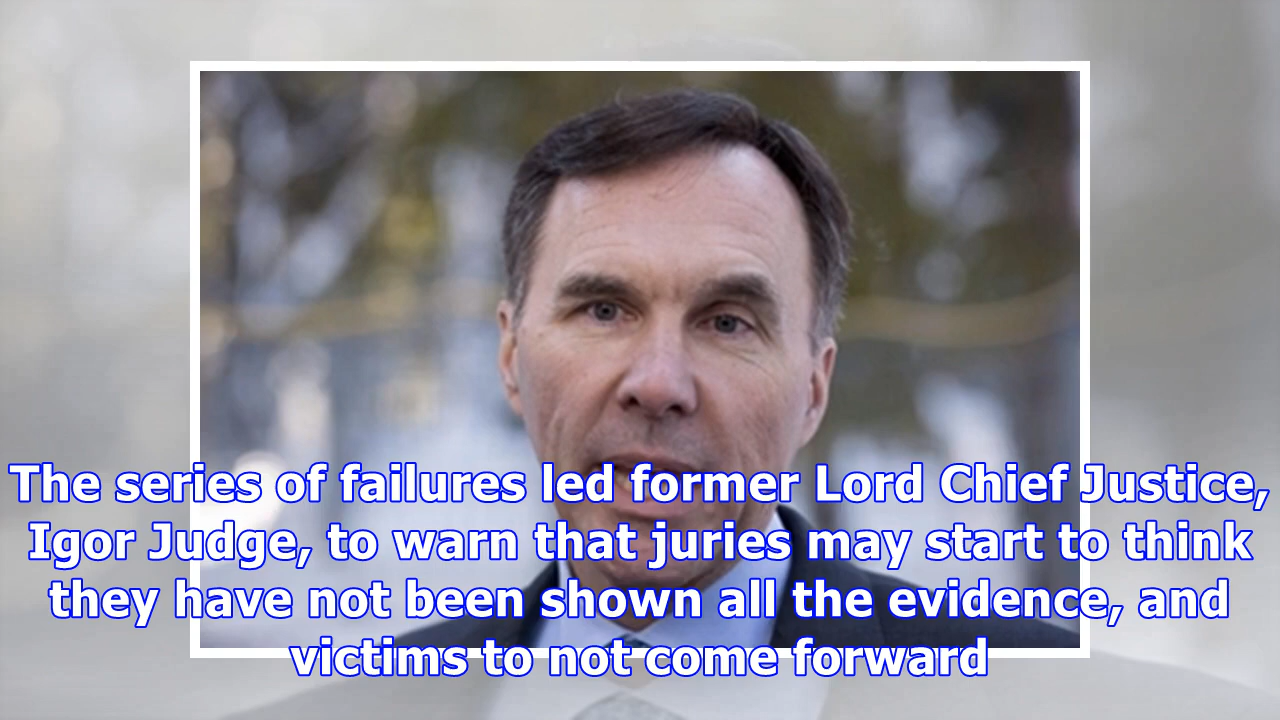 The series of failures led former Lord Chief Justice,
Igor Judge, to warn that juries may start to think
they have not been shown all the evidence, and
victims to not come forward